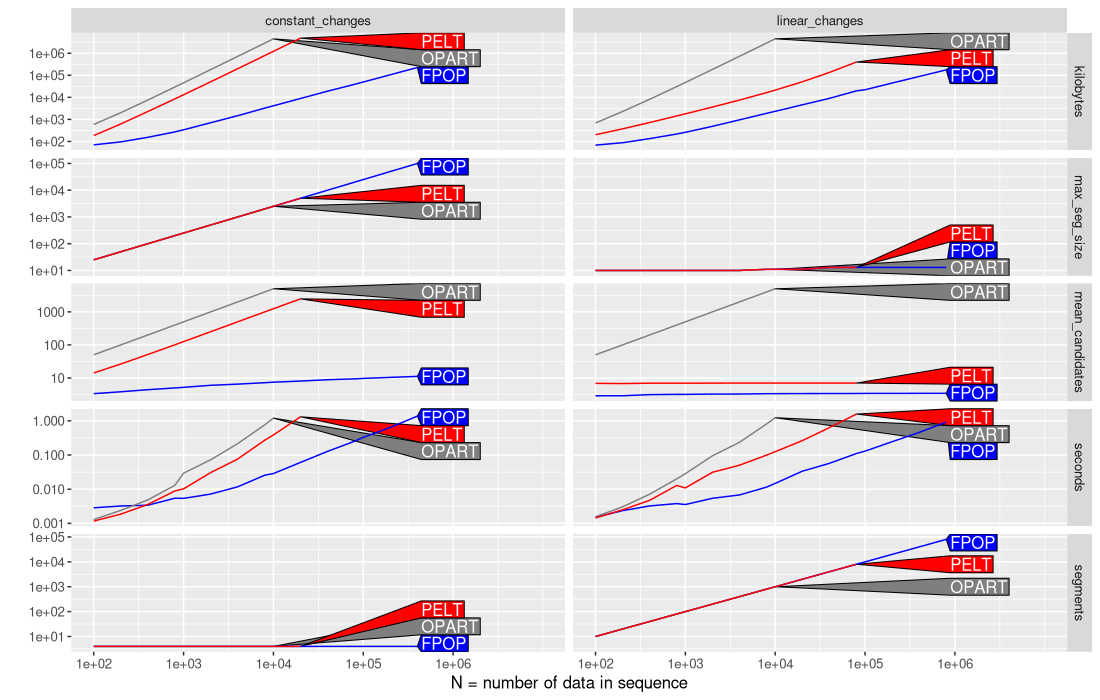 constant_changes
linear_changes
1e+06
1e+05
1e+04
1e+03
1e+02
PELT
OPART
FPOP
OPART
PELT
FPOP
kilobytes
1e+05
1e+04
1e+03
1e+02
1e+01
FPOP
PELT
OPART
PELT
FPOP
OPART
max_seg_size
1000
100
10
OPART
PELT
FPOP
OPART
PELT
FPOP
mean_candidates
1.000
0.100
0.010
0.001
FPOP
PELT
OPART
PELT
OPART
FPOP
seconds
1e+05
1e+04
1e+03
1e+02
1e+01
PELT
OPART
FPOP
FPOP
PELT
OPART
segments
1e+02 1e+03 1e+04 1e+05 1e+06
1e+02 1e+03 1e+04 1e+05 1e+06
N = number of data in sequence